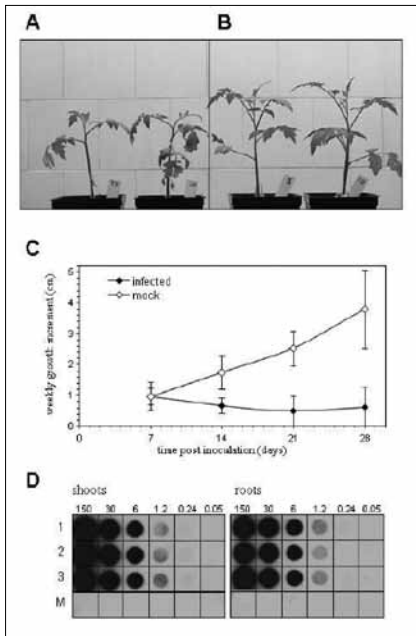 A B
C
weekly growth increment (cm)
5
4
3
2
1
0
infected
mock
0 7 14 21 28
time post inoculation (days)
D
shoots roots
150 30 6 1.2 0.24 0.05 150 30 6 1.2 0.24 0.05
1
2
3
M